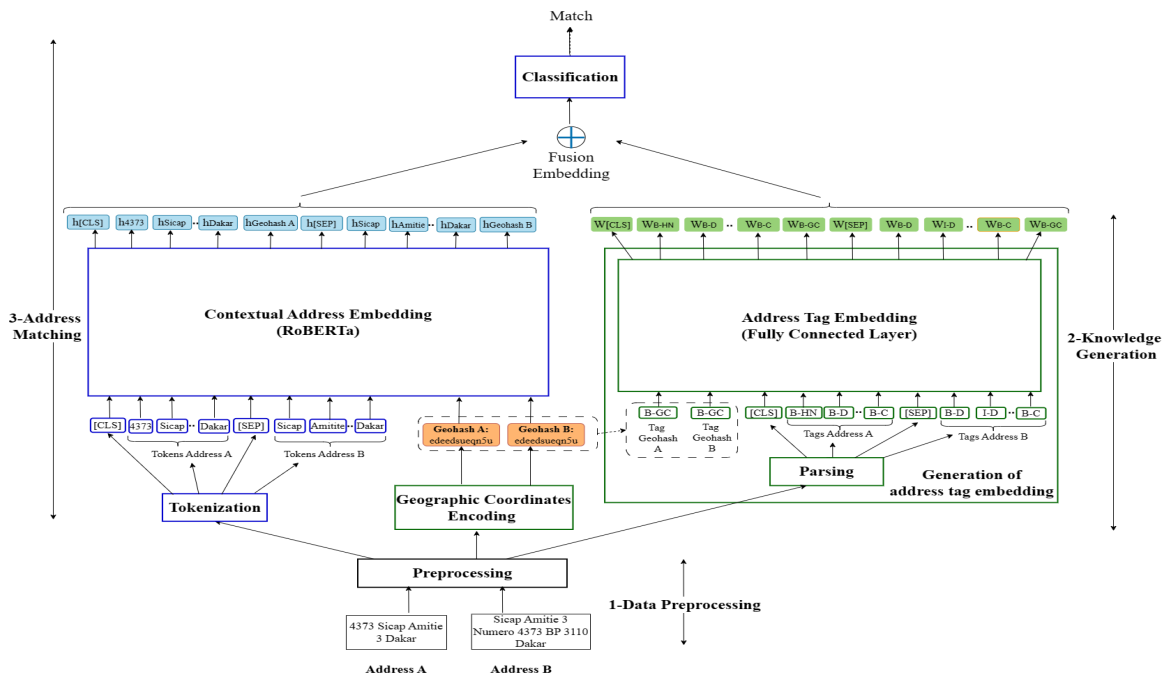 Match
Classification
Fusion
Embedding
h[CLS] h4373 hSicap .. hDakar hGeohash A h[SEP] hSicap hAmitie .. hDakar hGeohash B
W[CLS] WB-HN WB-D .. WB-C WB-GC W[SEP] WB-D WI-D .. WB-C WB-GC
3-Address
Matching
Contextual Address Embedding
(RoBERTa)
Address Tag Embedding
(Fully Connected Layer)
2-Knowledge
Generation
[CLS] 4373 Sicap .. Dakar [SEP] Sicap Amitite .. Dakar
Tokens Address A
Tokens Address B
Geohash A:
edeedsueqn5u
Geohash B:
edeedsueqn5u
B-GC B-GC [CLS] B-HN B-D .. B-C [SEP] B-D I-D .. B-C
Tag
Geohash
A
Tag
Geohash
B
Tags Address A
Tags Address B
Parsing
Generation of
address tag embedding
Tokenization
Geographic Coordinates
Encoding
Preprocessing
1-Data Preprocessing
4373 Sicap Amitie
3 Dakar
Sicap Amitie 3
Numero 4373 BP 3110
Dakar
Address A
Address B